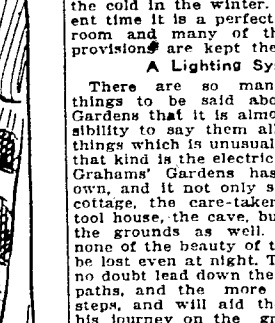 the cold in the winter.
ent time it is a perfect
room and many of th
provisions are kept the
A Lighting Sy
There are so man
things to be said abo
Gardens that it is almo
sibility to say them al
things which is unusual
that kind is the electric
Grahams' Gardens has
own, and it not only s
cottage, the care-taker
tool house, the cave, bu
the grounds as well.
none of the beauty of t
be lost even at night. T
no doubt lead down the
paths, and the more
steps, and will aid th
his journey on the gr